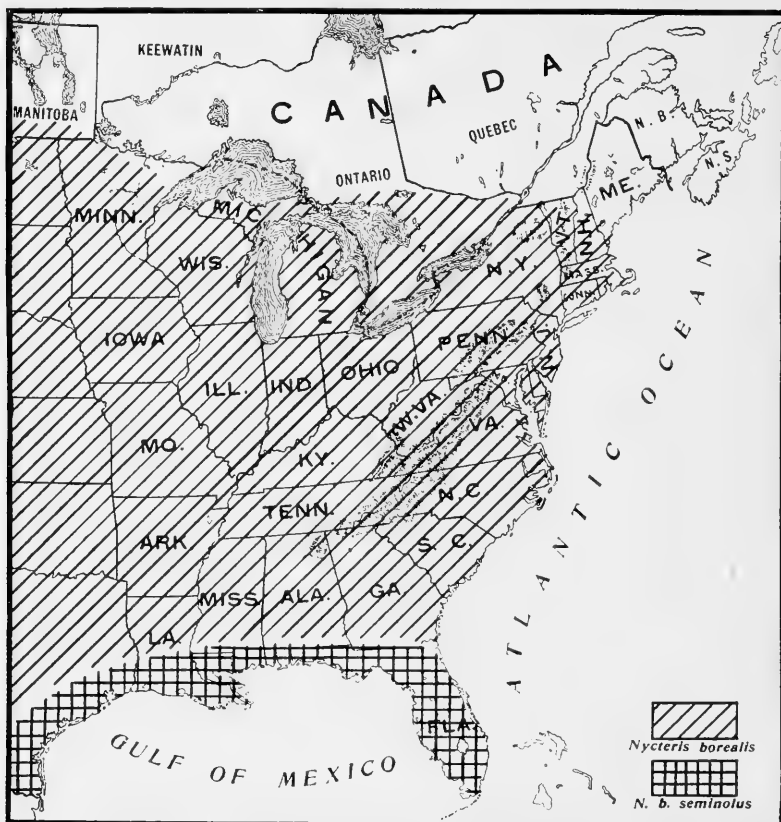 KEEWATIN
MANITOBA
CANADA
QUEBEC
ONTARIO
N. B.
N. S.
ME.
MINN.
MICHIGAN
WIS.
VT.
N.H.
N.Y.
MASS.
CONN.
IOWA
ILL.
IND.
OHIO
PENN.
N.J.
W.VA.
VA.
MO.
KY.
TENN.
N.C
ARK.
S. C.
MISS.
ALA.
GA
LA.
FLA.
ATLANTIC OCEAN
GULF OF MEXICO
Nycteris borealis
N. b. seminolus